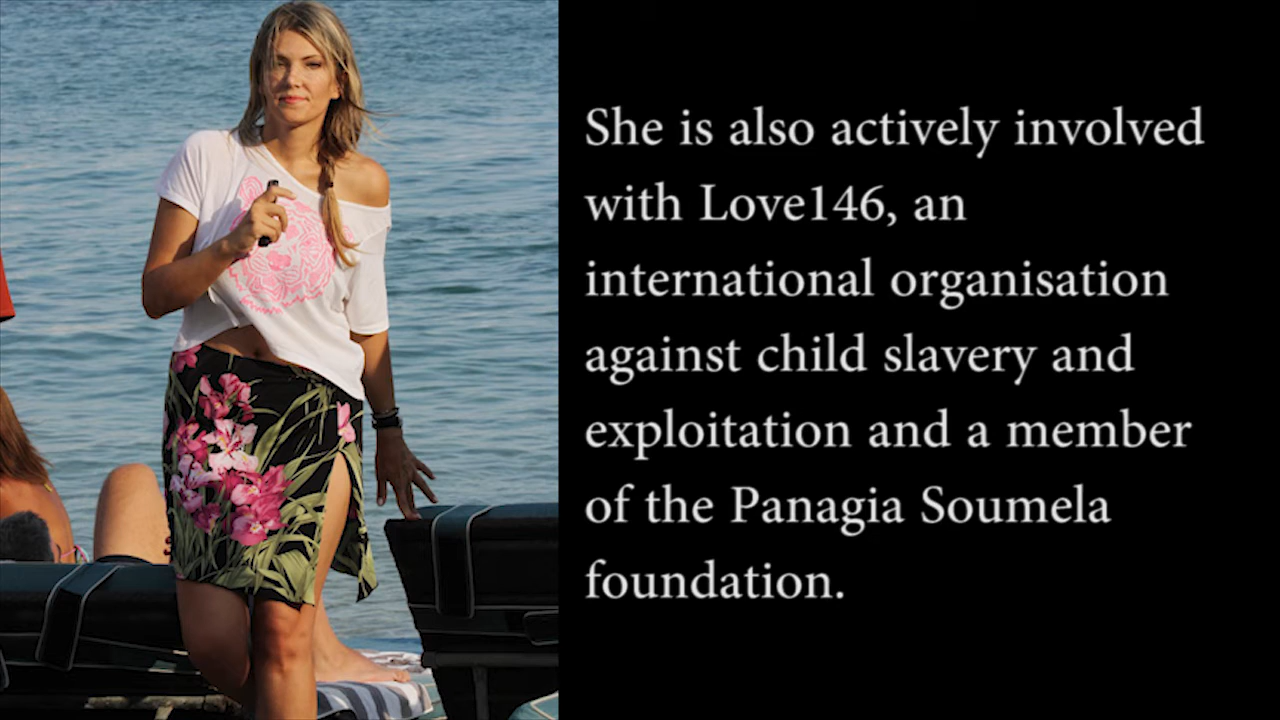 She is also actively involved
with Love146, an
international organisation
against child slavery and
exploitation and a member
of the Panagia Soumela
foundation.